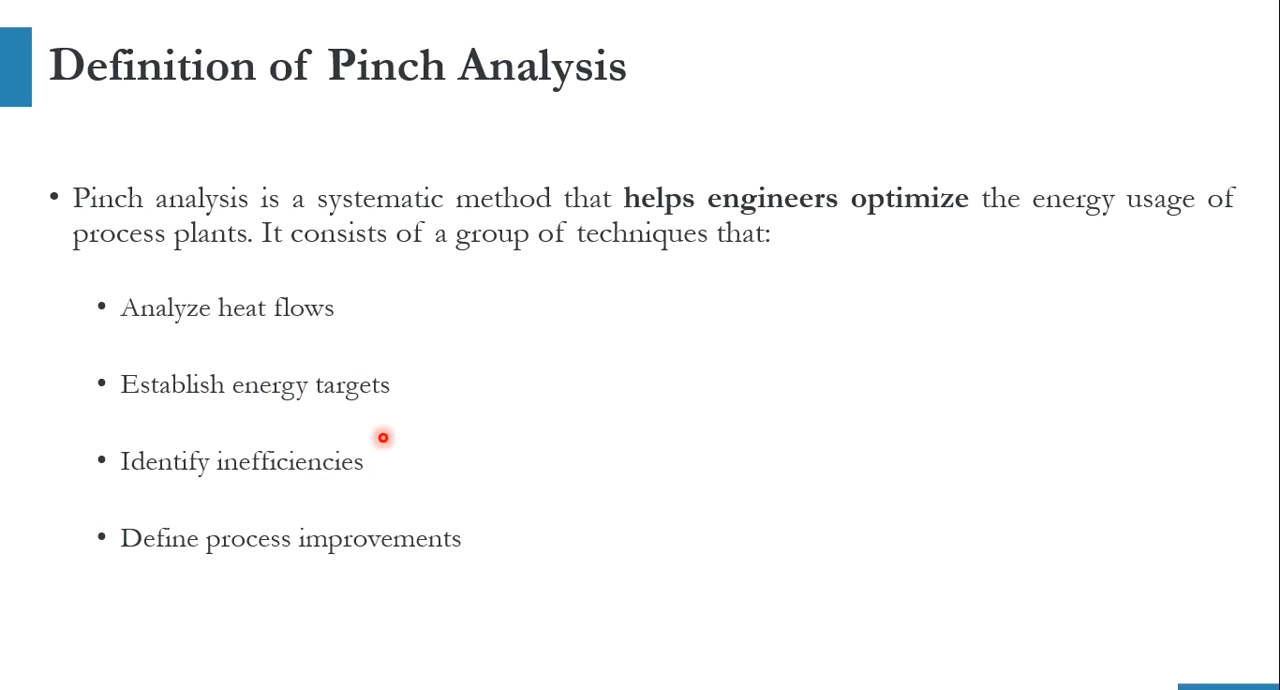 Definition of Pinch Analysis
• Pinch analysis is a systematic method that helps engineers optimize the energy usage of
process plants. It consists of a group of techniques that:
• Analyze heat flows
• Establish energy targets
• Identify inefficiencies
• Define process improvements